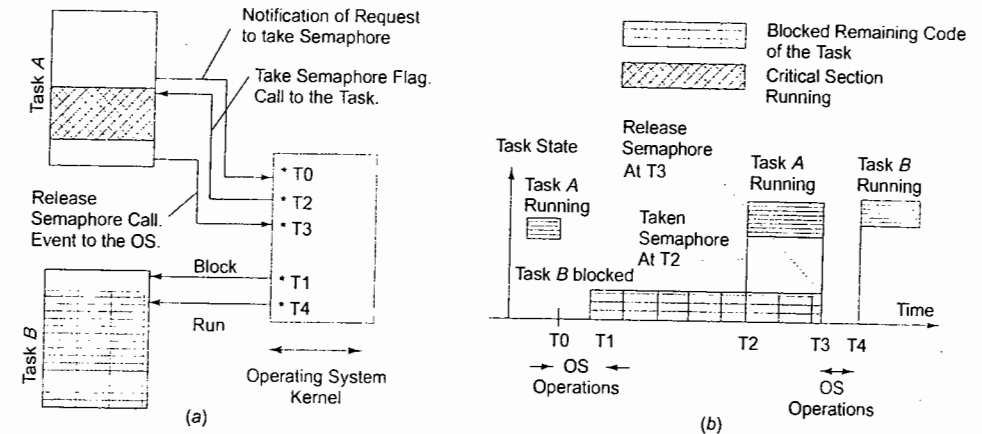 Notification of Request
to take Semaphore
Take Semaphore Flag.
Call to the Task.
Task A
* T0
* T2
* T3
Release
Semaphore Call.
Event to the OS.
Block
* T1
* T4
Run
Task B
Operating System
Kernel
(a)
Blocked Remaining Code
of the Task
Critical Section
Running
Task State
Release
Semaphore
At T3
Task A
Running
Task A
Running
Task B
Running
Taken
Semaphore
At T2
Task B blocked
Time
T0
T1
T2
T3
T4
OS
Operations
OS
Operations
(b)